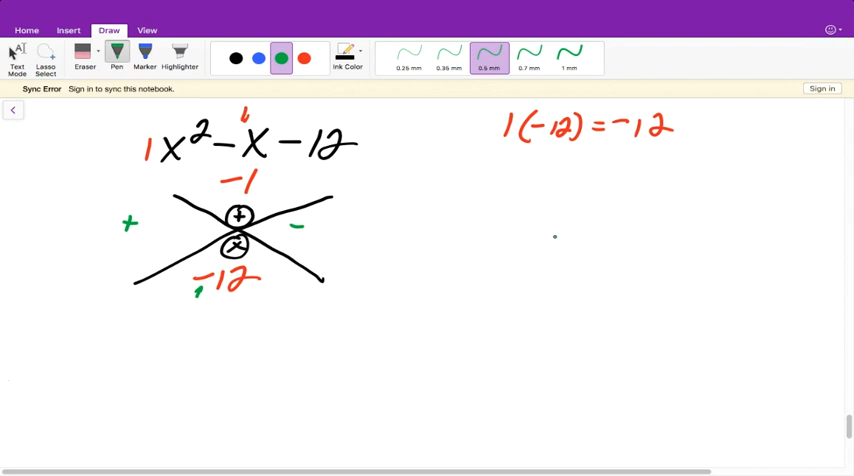 Home Insert Draw View
Text Mode Lasso Select Eraser Pen Marker Highlighter Ink Color 0.25 mm 0.35 mm 0.5 mm 0.7 mm 1 mm
Sync Error Sign in to sync this notebook. Sign in
1x² - x - 12
1(-12) = -12
1
-1
+ + -
×
-12